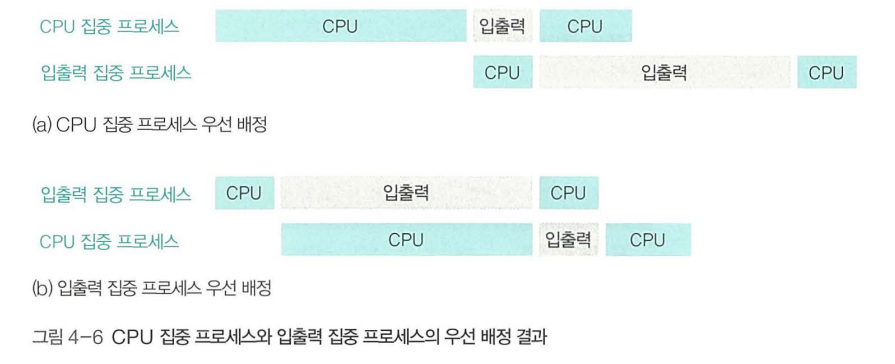 CPU 집중 프로세스 CPU 입출력 CPU
입출력 집중 프로세스 CPU 입출력 CPU
(a) CPU 집중 프로세스 우선 배정
입출력 집중 프로세스 CPU 입출력 CPU
CPU 집중 프로세스 CPU 입출력 CPU
(b) 입출력 집중 프로세스 우선 배정
그림 4-6 CPU 집중 프로세스와 입출력 집중 프로세스의 우선 배정 결과